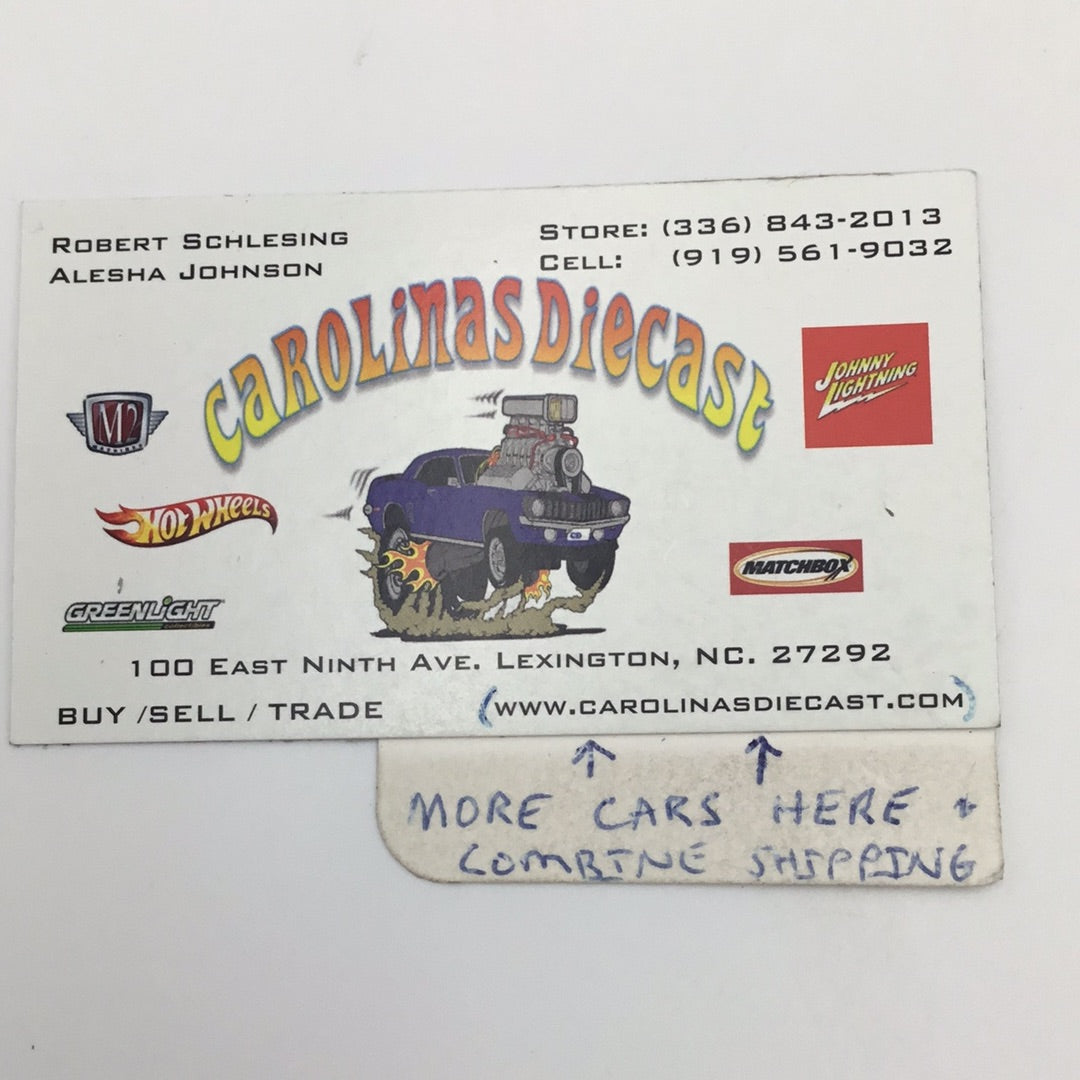 ROBERT SCHLESING
ALESHA JOHNSON
STORE: (336) 843-2013
CELL: (919) 561-9032
CAROLiNAS DiECAST
M2
HOT WHEELS
GREENLiGHT
JOHNNY
LIGHTNING
MATCHBOX
100 EAST NINTH AVE. LEXINGTON, NC. 27292
BUY /SELL / TRADE
(WWW.CAROLINASDIECAST.COM)
↑ ↑
MORE CARS HERE +
COMBINE SHIPPING